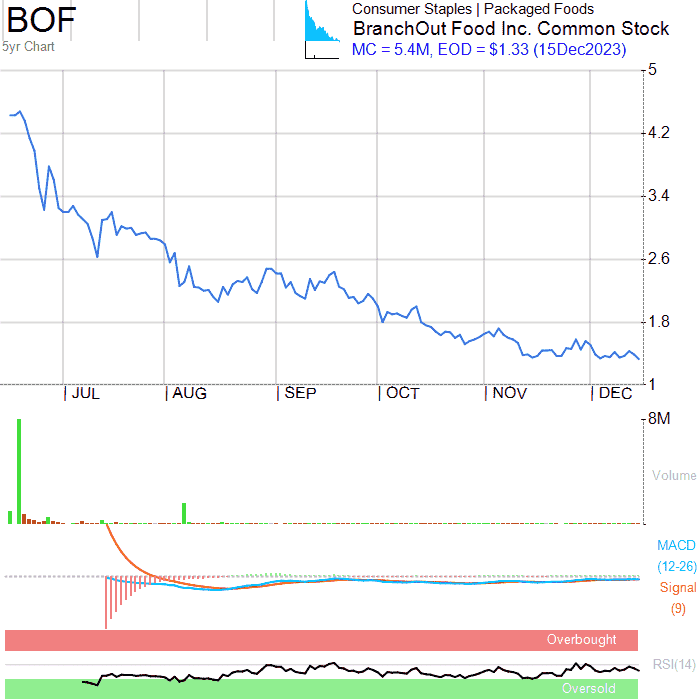 BOF
5yr Chart
Consumer Staples | Packaged Foods
BranchOut Food Inc. Common Stock
MC = 5.4M, EOD = $1.33 (15Dec2023)
5
4.2
3.4
2.6
1.8
1
JUL AUG SEP OCT NOV DEC
8M
Volume
MACD
(12-26)
Signal
(9)
Overbought
RSI(14)
Oversold